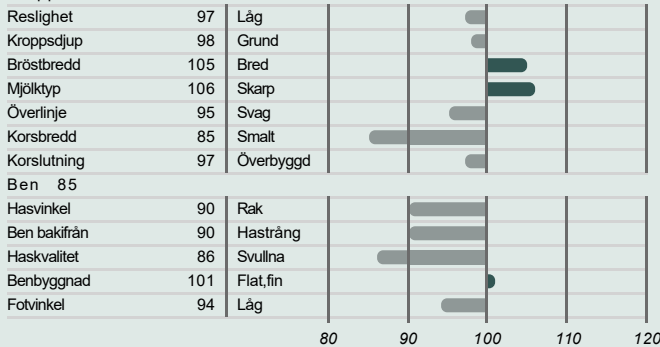 Reslighet 97 Låg
Kroppsdjup 98 Grund
Bröstbredd 105 Bred
Mjölktyp 106 Skarp
Överlinje 95 Svag
Korsbredd 85 Smalt
Korslutning 97 Överbyggd
Ben 85
Hasvinkel 90 Rak
Ben bakifrån 90 Hastrång
Haskvalitet 86 Svullna
Benbyggnad 101 Flat,fin
Fotvinkel 94 Låg
80 90 100 110 120